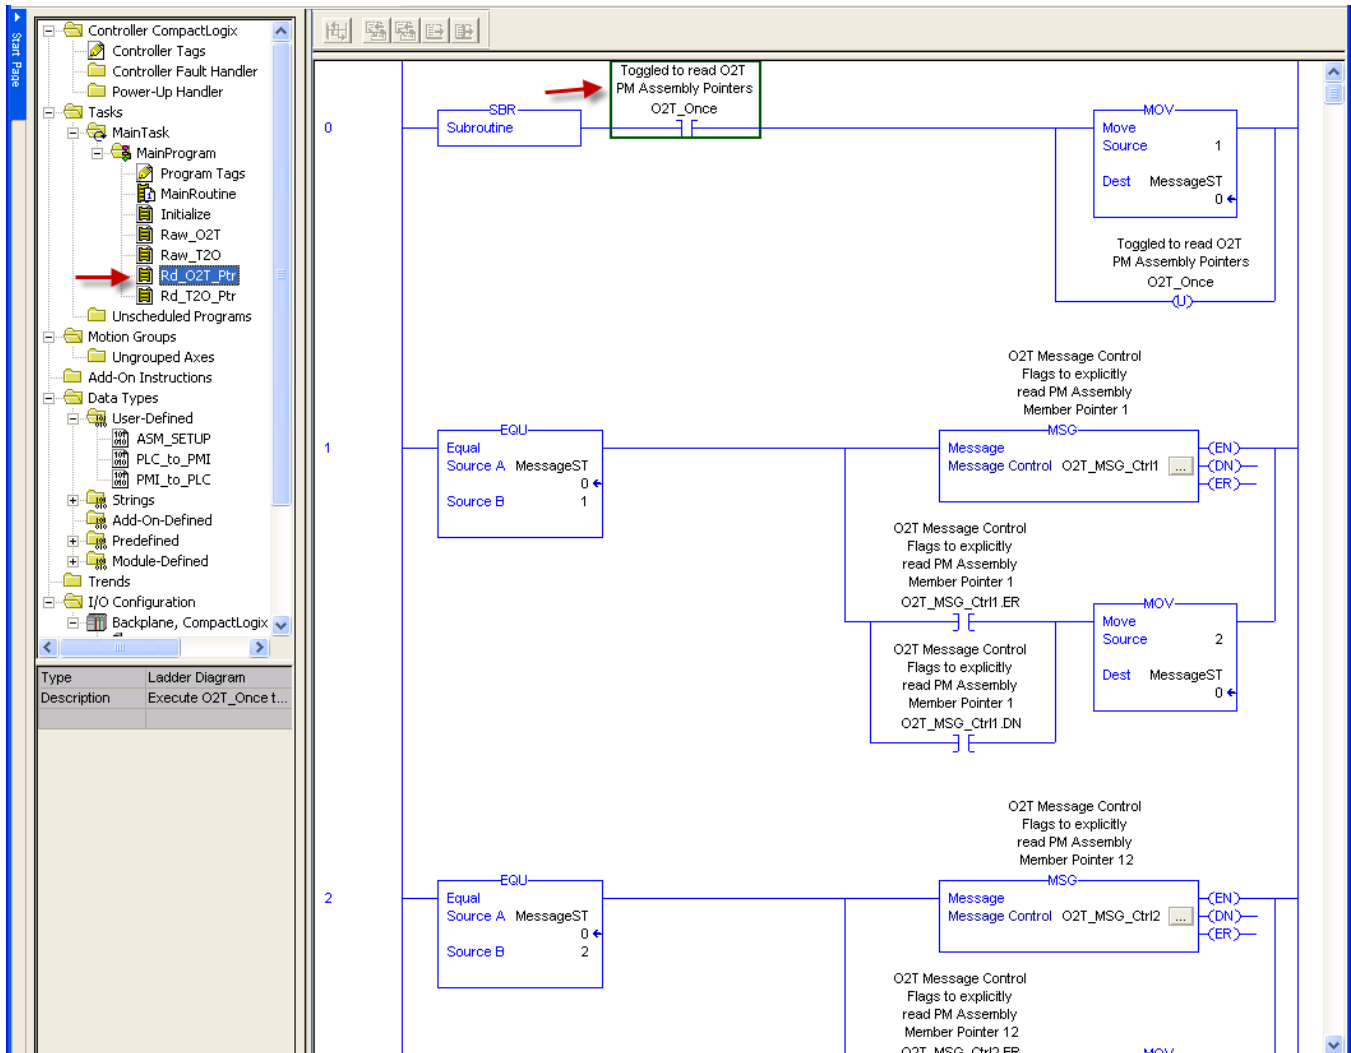 Start Page
Controller CompactLogix
Controller Tags
Controller Fault Handler
Power-Up Handler
Tasks
MainTask
MainProgram
Program Tags
MainRoutine
Initialize
Raw_O2T
Raw_T2O
Rd_O2T_Ptr
Rd_T2O_Ptr
Unscheduled Programs
Motion Groups
Ungrouped Axes
Add-On Instructions
Data Types
User-Defined
ASM_SETUP
PLC_to_PMI
PMI_to_PLC
Strings
Add-On-Defined
Predefined
Module-Defined
Trends
I/O Configuration
Backplane, CompactLogix
Type Ladder Diagram
Description Execute O2T_Once t...
Toggled to read O2T
PM Assembly Pointers
O2T_Once
0
SBR
Subroutine
MOV
Move
Source 1
Dest MessageST
0
Toggled to read O2T
PM Assembly Pointers
O2T_Once
U
O2T Message Control
Flags to explicitly
read PM Assembly
Member Pointer 1
1
EQU
Equal
Source A MessageST
0
Source B 1
MSG
Message
Message Control O2T_MSG_Ctrl1 ...
EN
DN
ER
O2T Message Control
Flags to explicitly
read PM Assembly
Member Pointer 1
O2T_MSG_Ctrl1.ER
MOV
Move
Source 2
Dest MessageST
0
O2T Message Control
Flags to explicitly
read PM Assembly
Member Pointer 1
O2T_MSG_Ctrl1.DN
O2T Message Control
Flags to explicitly
read PM Assembly
Member Pointer 12
2
EQU
Equal
Source A MessageST
0
Source B 2
MSG
Message
Message Control O2T_MSG_Ctrl2 ...
EN
DN
ER
O2T Message Control
Flags to explicitly
read PM Assembly
Member Pointer 12
O2T_MSG_Ctrl2.ER
MOV